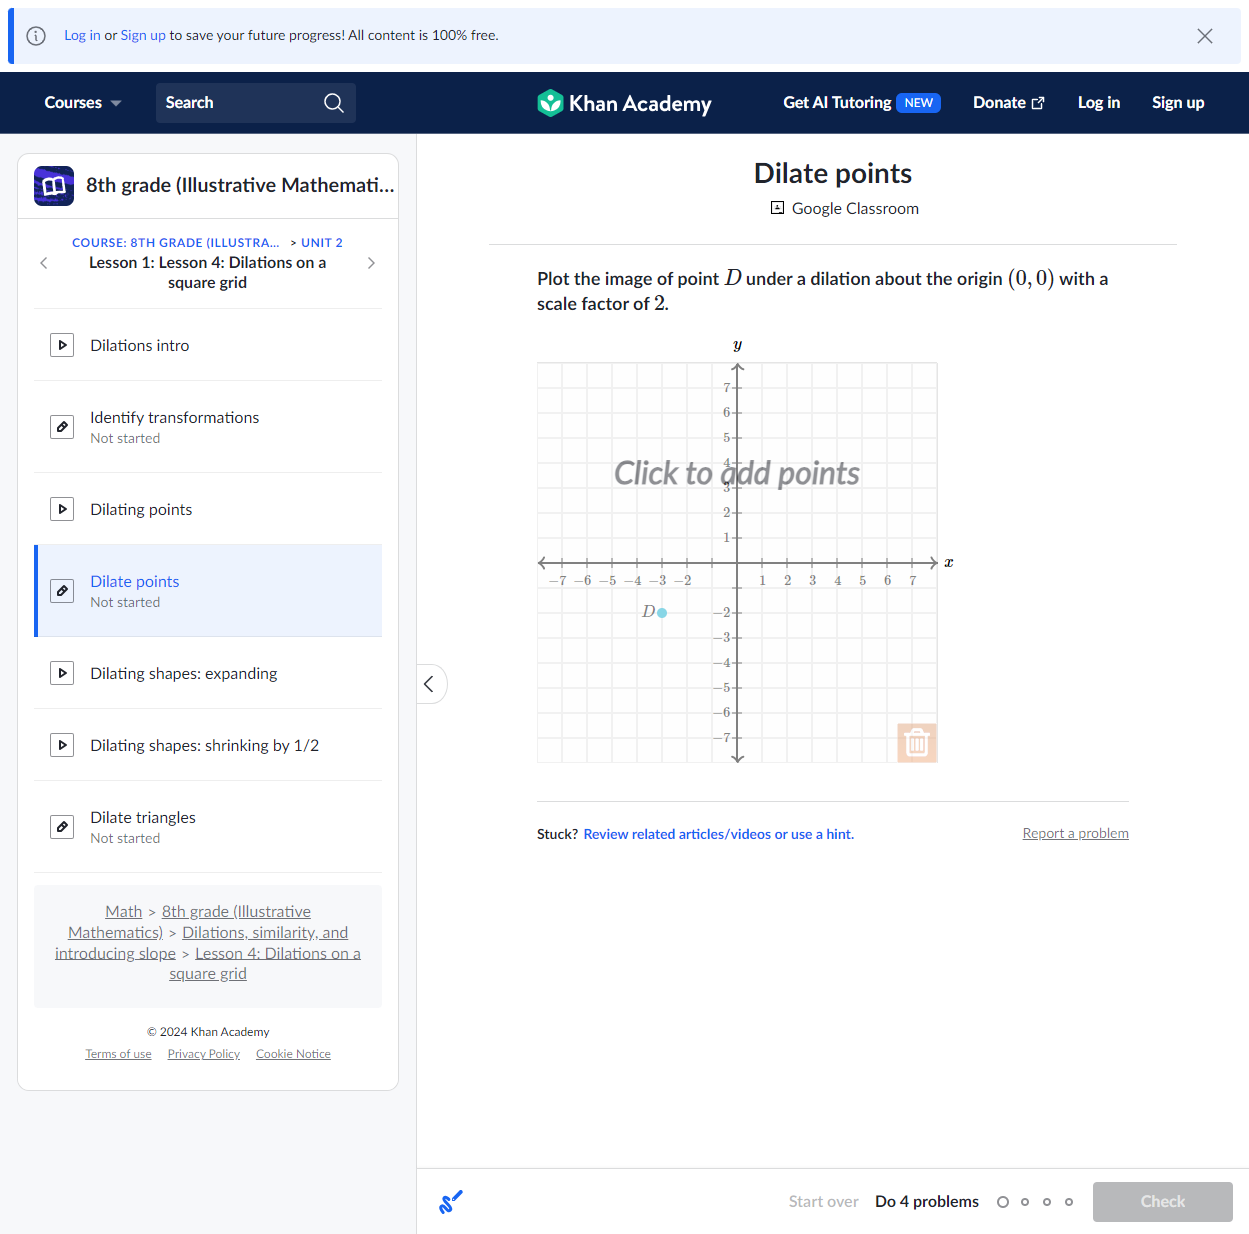 Log in or Sign up to save your future progress! All content is 100% free.
Courses
Search
Khan Academy
Get AI Tutoring NEW
Donate
Log in
Sign up
8th grade (Illustrative Mathemati...
COURSE: 8TH GRADE (ILLUSTRA... > UNIT 2
Lesson 1: Lesson 4: Dilations on a
square grid
Dilations intro
Identify transformations
Not started
Dilating points
Dilate points
Not started
Dilating shapes: expanding
Dilating shapes: shrinking by 1/2
Dilate triangles
Not started
Math > 8th grade (Illustrative
Mathematics) > Dilations, similarity, and
introducing slope > Lesson 4: Dilations on a
square grid
© 2024 Khan Academy
Terms of use Privacy Policy Cookie Notice
Dilate points
Google Classroom
Plot the image of point D under a dilation about the origin (0, 0) with a
scale factor of 2.
y
7
6
5
4
Click to add points
3
2
1
x
−7 −6 −5 −4 −3 −2 1 2 3 4 5 6 7
D
−2
−3
−4
−5
−6
−7
Stuck? Review related articles/videos or use a hint.
Report a problem
Start over
Do 4 problems
Check